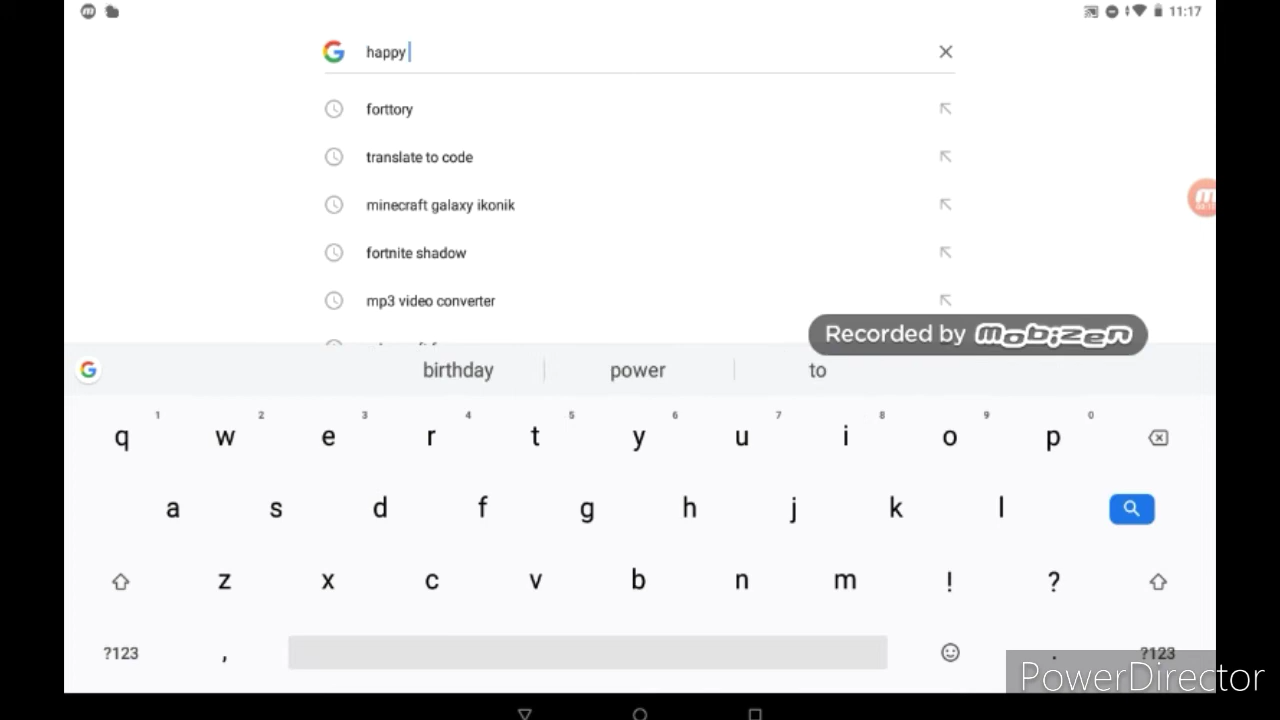 11:17
happy
forttory
translate to code
minecraft galaxy ikonik
fortnite shadow
mp3 video converter
Recorded by mobizen
birthday power to
1 2 3 4 5 6 7 8 9 0
q w e r t y u i o p
a s d f g h j k l
z x c v b n m ! ?
?123 , . ?123
PowerDirector